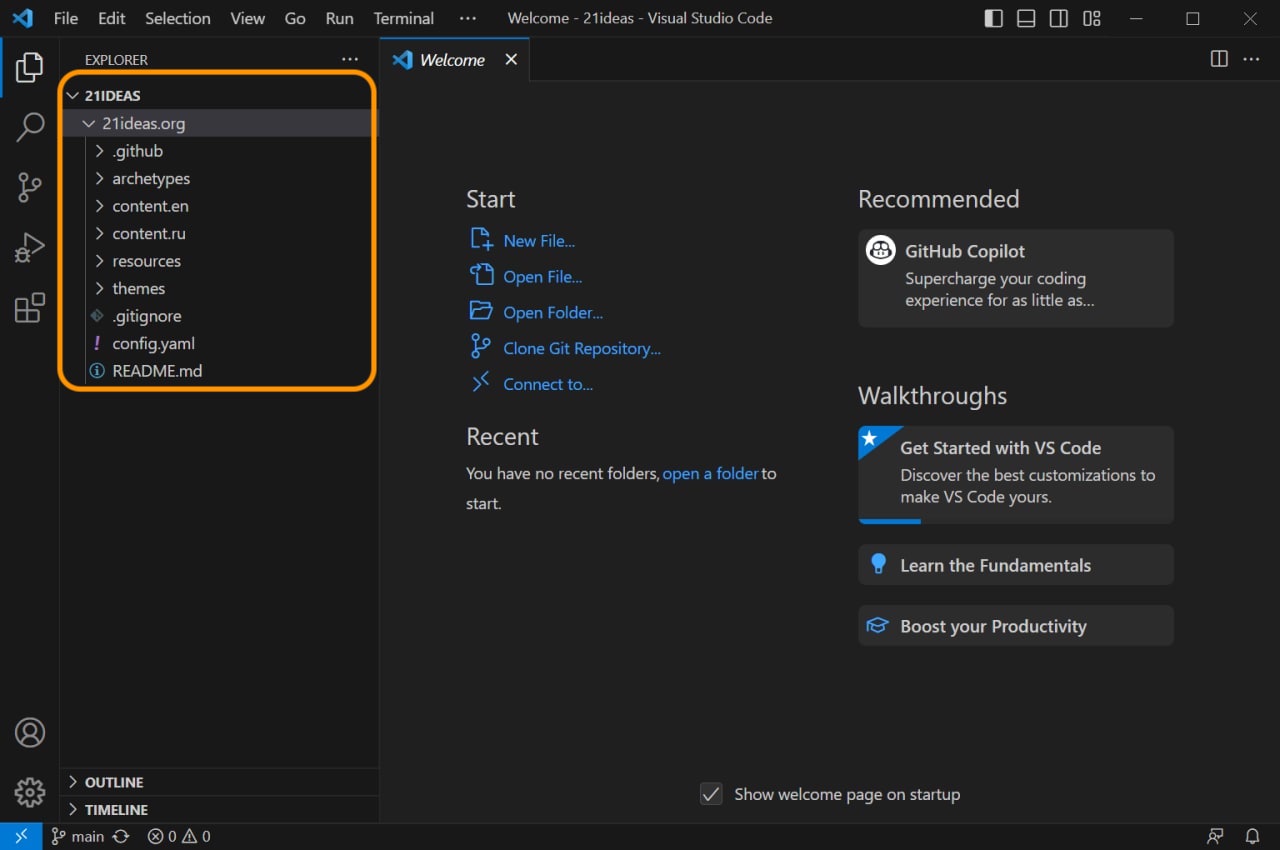 File Edit Selection View Go Run Terminal ··· Welcome - 21ideas - Visual Studio Code
EXPLORER ···
21IDEAS
21ideas.org
.github
archetypes
content.en
content.ru
resources
themes
.gitignore
! config.yaml
README.md
OUTLINE
TIMELINE
Welcome
Start
New File...
Open File...
Open Folder...
Clone Git Repository...
Connect to...
Recent
You have no recent folders, open a folder to
start.
Recommended
GitHub Copilot
Supercharge your coding
experience for as little as...
Walkthroughs
Get Started with VS Code
Discover the best customizations to
make VS Code yours.
Learn the Fundamentals
Boost your Productivity
Show welcome page on startup
main 0 0